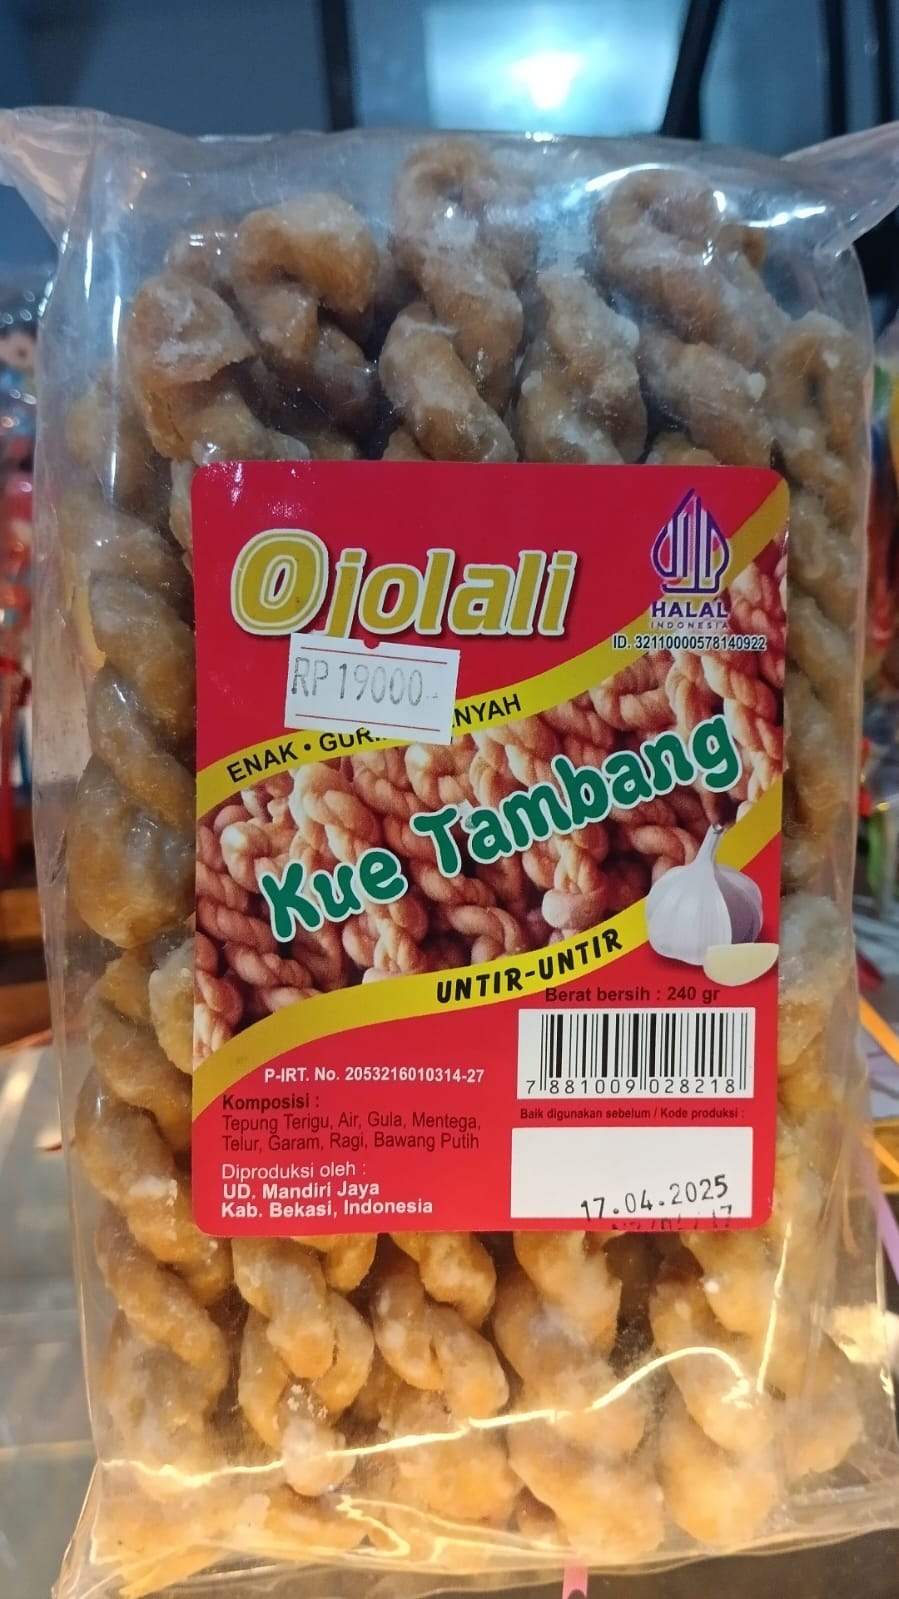 Ojolali
HALAL
INDONESIA
ID. 32110000578140922
RP 19000
ENAK •
Kue Tambang
UNTIR-UNTIR
Berat bersih : 240 gr
7 881009 028218
P-IRT. No. 2053216010314-27
Komposisi :
Tepung Terigu, Air, Gula, Mentega,
Telur, Garam, Ragi, Bawang Putih
Baik digunakan sebelum / Kode produksi :
Diproduksi oleh :
UD. Mandiri Jaya
Kab. Bekasi, Indonesia
17.04.2025